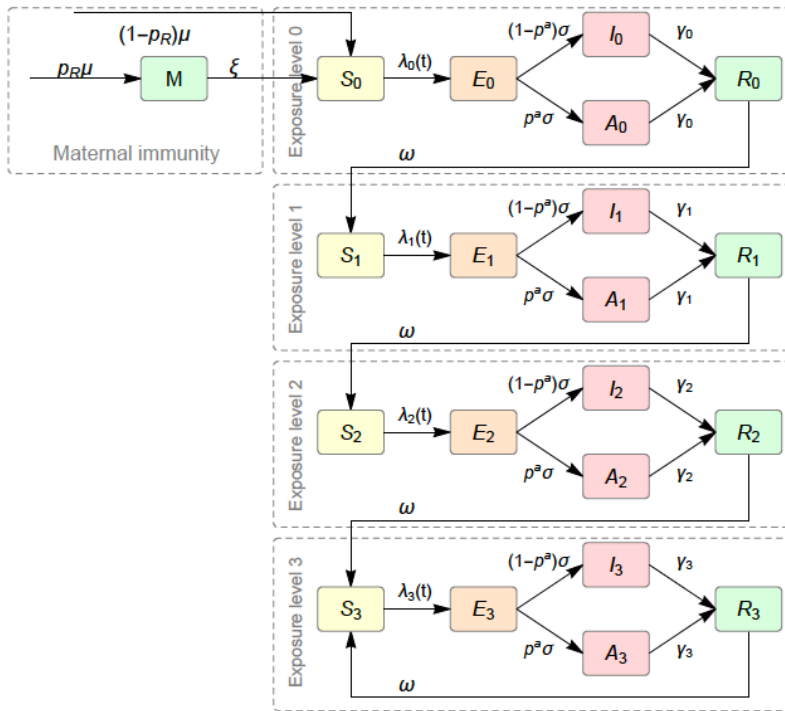 (1–p_R)μ
p_Rμ
M
ξ
Maternal immunity
Exposure level 0
S₀
λ₀(t)
E₀
(1–pᵃ)σ
I₀
γ₀
pᵃσ
A₀
γ₀
R₀
ω
Exposure level 1
S₁
λ₁(t)
E₁
(1–pᵃ)σ
I₁
γ₁
pᵃσ
A₁
γ₁
R₁
ω
Exposure level 2
S₂
λ₂(t)
E₂
(1–pᵃ)σ
I₂
γ₂
pᵃσ
A₂
γ₂
R₂
ω
Exposure level 3
S₃
λ₃(t)
E₃
(1–pᵃ)σ
I₃
γ₃
pᵃσ
A₃
γ₃
R₃
ω